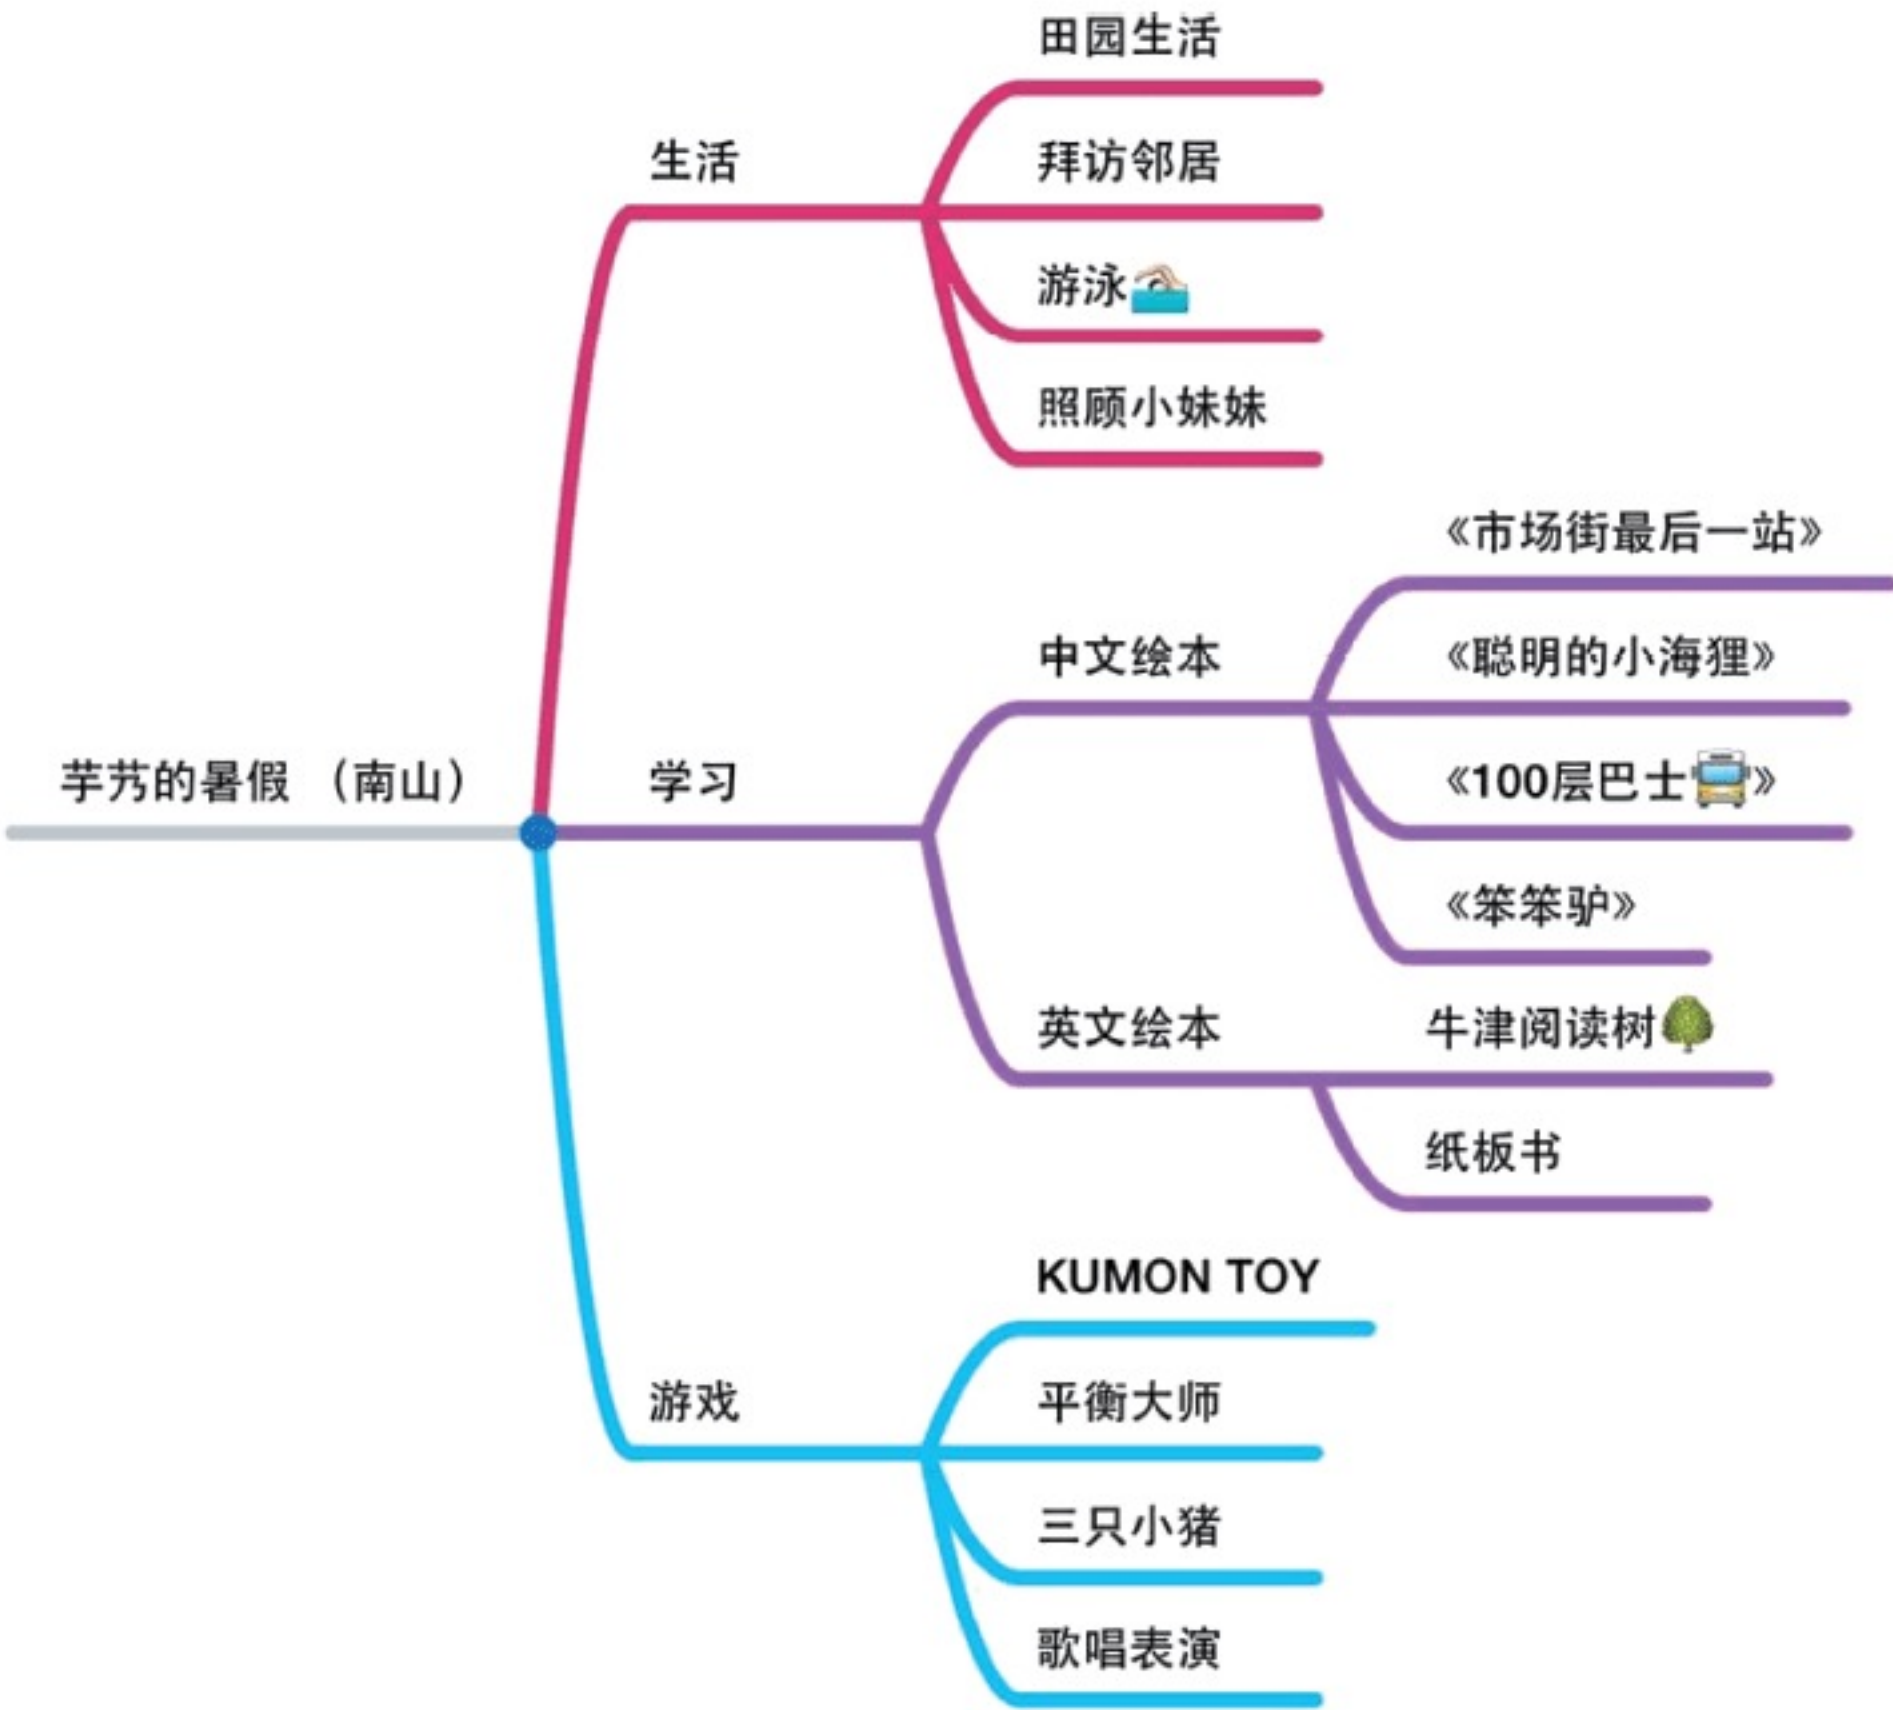 田园生活
生活
拜访邻居
游泳🏊🏻
照顾小妹妹
《市场街最后一站》
中文绘本
《聪明的小海狸》
芋艿的暑假 （南山）
学习
《100层巴士🚍》
《笨笨驴》
英文绘本
牛津阅读树🌳
纸板书
KUMON TOY
游戏
平衡大师
三只小猪
歌唱表演